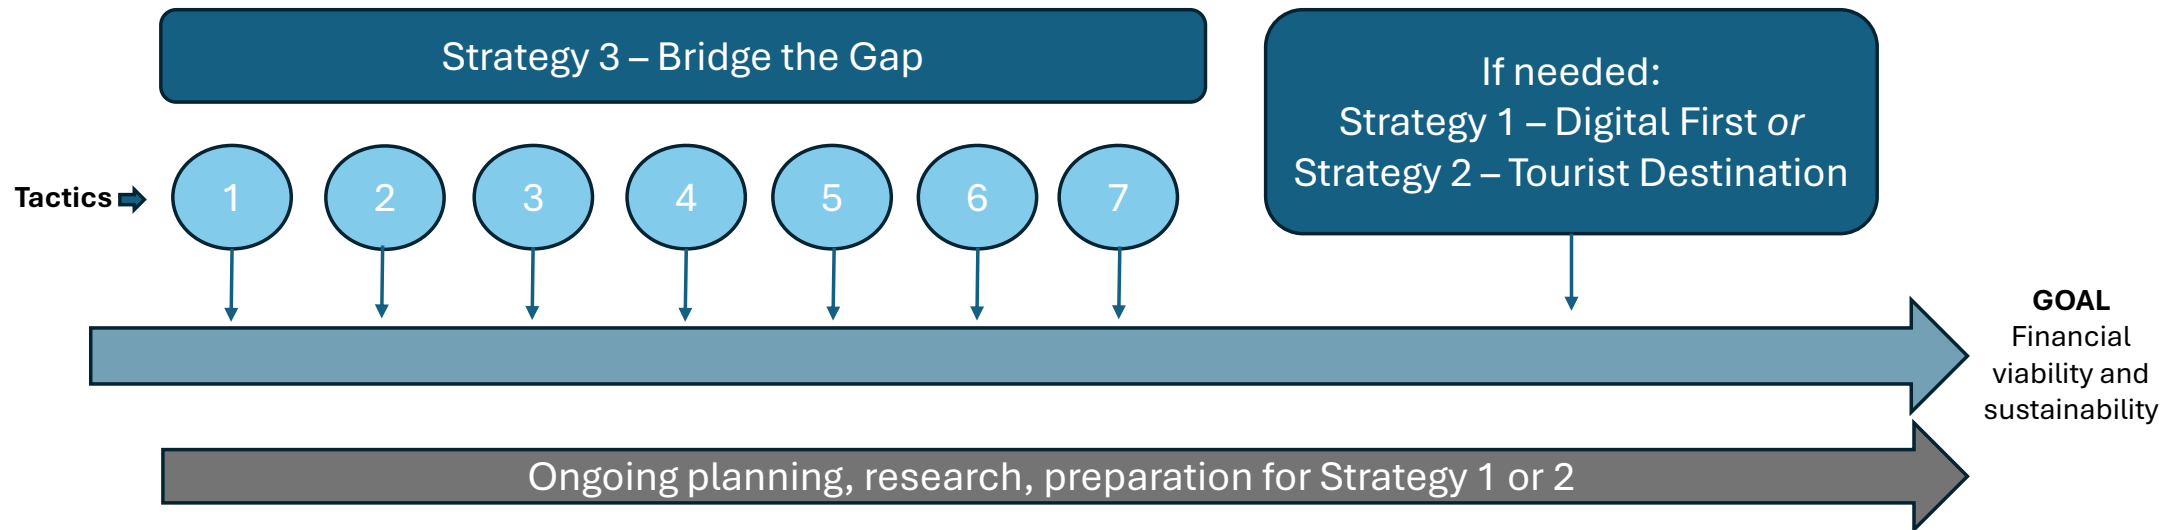 Strategy 3 – Bridge the Gap
If needed:
Strategy 1 – Digital First or
Strategy 2 – Tourist Destination
Tactics
1
2
3
4
5
6
7
GOAL
Financial
viability and
sustainability
Ongoing planning, research, preparation for Strategy 1 or 2